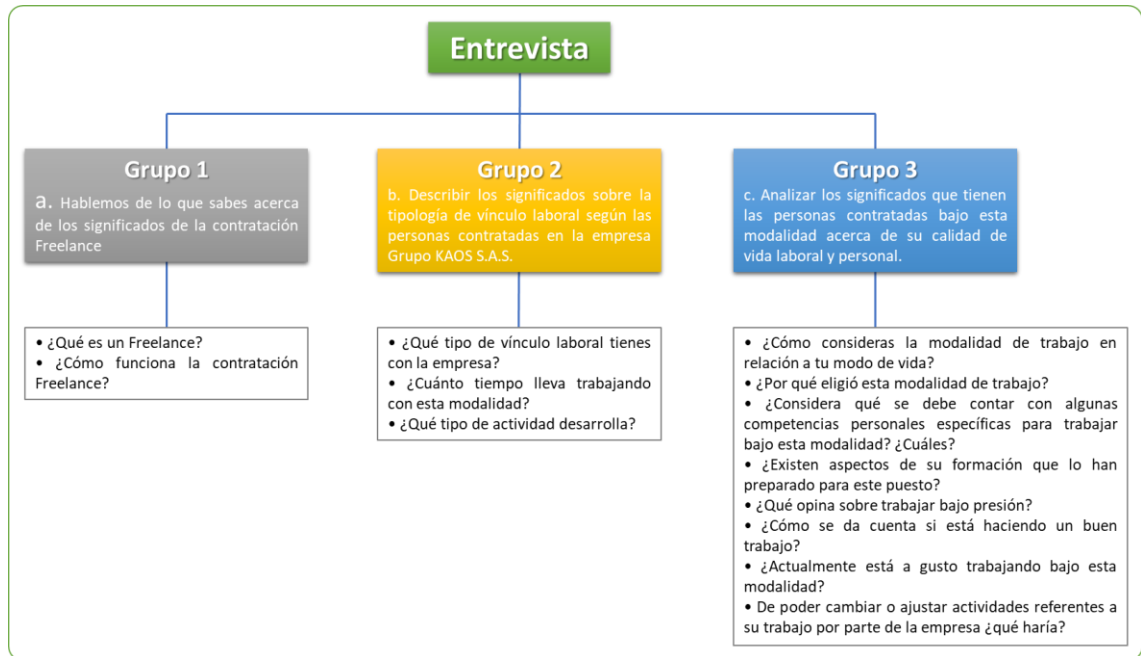 Entrevista
Grupo 1
a. Hablemos de lo que sabes acerca
de los significados de la contratación
Freelance
Grupo 2
b. Describir los significados sobre la
tipología de vínculo laboral según las
personas contratadas en la empresa
Grupo KAOS S.A.S.
Grupo 3
c. Analizar los significados que tienen
las personas contratadas bajo esta
modalidad acerca de su calidad de
vida laboral y personal.
• ¿Qué es un Freelance?
• ¿Cómo funciona la contratación
Freelance?
• ¿Qué tipo de vínculo laboral tienes
con la empresa?
• ¿Cuánto tiempo lleva trabajando
con esta modalidad?
• ¿Qué tipo de actividad desarrolla?
• ¿Cómo consideras la modalidad de trabajo en
relación a tu modo de vida?
• ¿Por qué eligió esta modalidad de trabajo?
• ¿Considera qué se debe contar con algunas
competencias personales específicas para trabajar
bajo esta modalidad? ¿Cuáles?
• ¿Existen aspectos de su formación que lo han
preparado para este puesto?
• ¿Qué opina sobre trabajar bajo presión?
• ¿Cómo se da cuenta si está haciendo un buen
trabajo?
• ¿Actualmente está a gusto trabajando bajo esta
modalidad?
• De poder cambiar o ajustar actividades referentes a
su trabajo por parte de la empresa ¿qué haría?